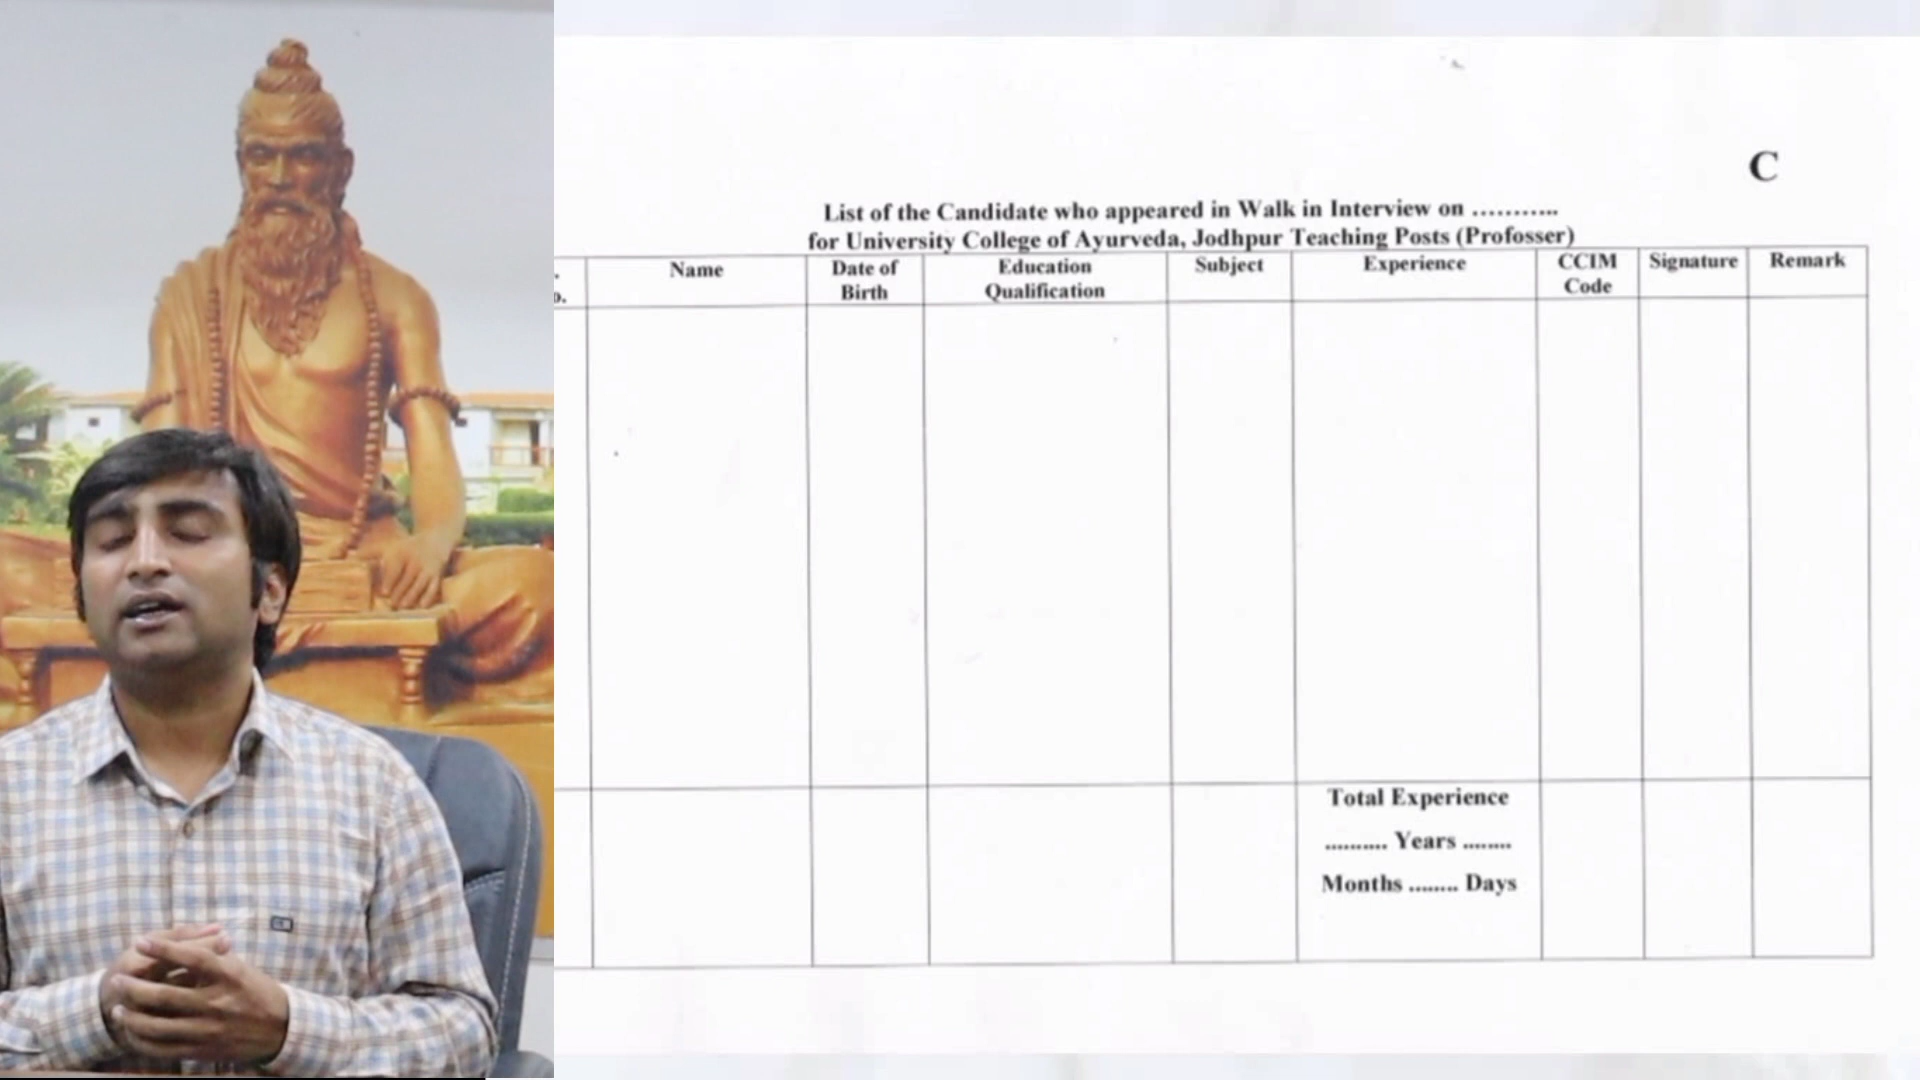 C
List of the Candidate who appeared in Walk in Interview on ...........
for University College of Ayurveda, Jodhpur Teaching Posts (Profosser)
Name Date of Birth Education Qualification Subject Experience CCIM Code Signature Remark
Total Experience
.......... Years ........
Months ........ Days